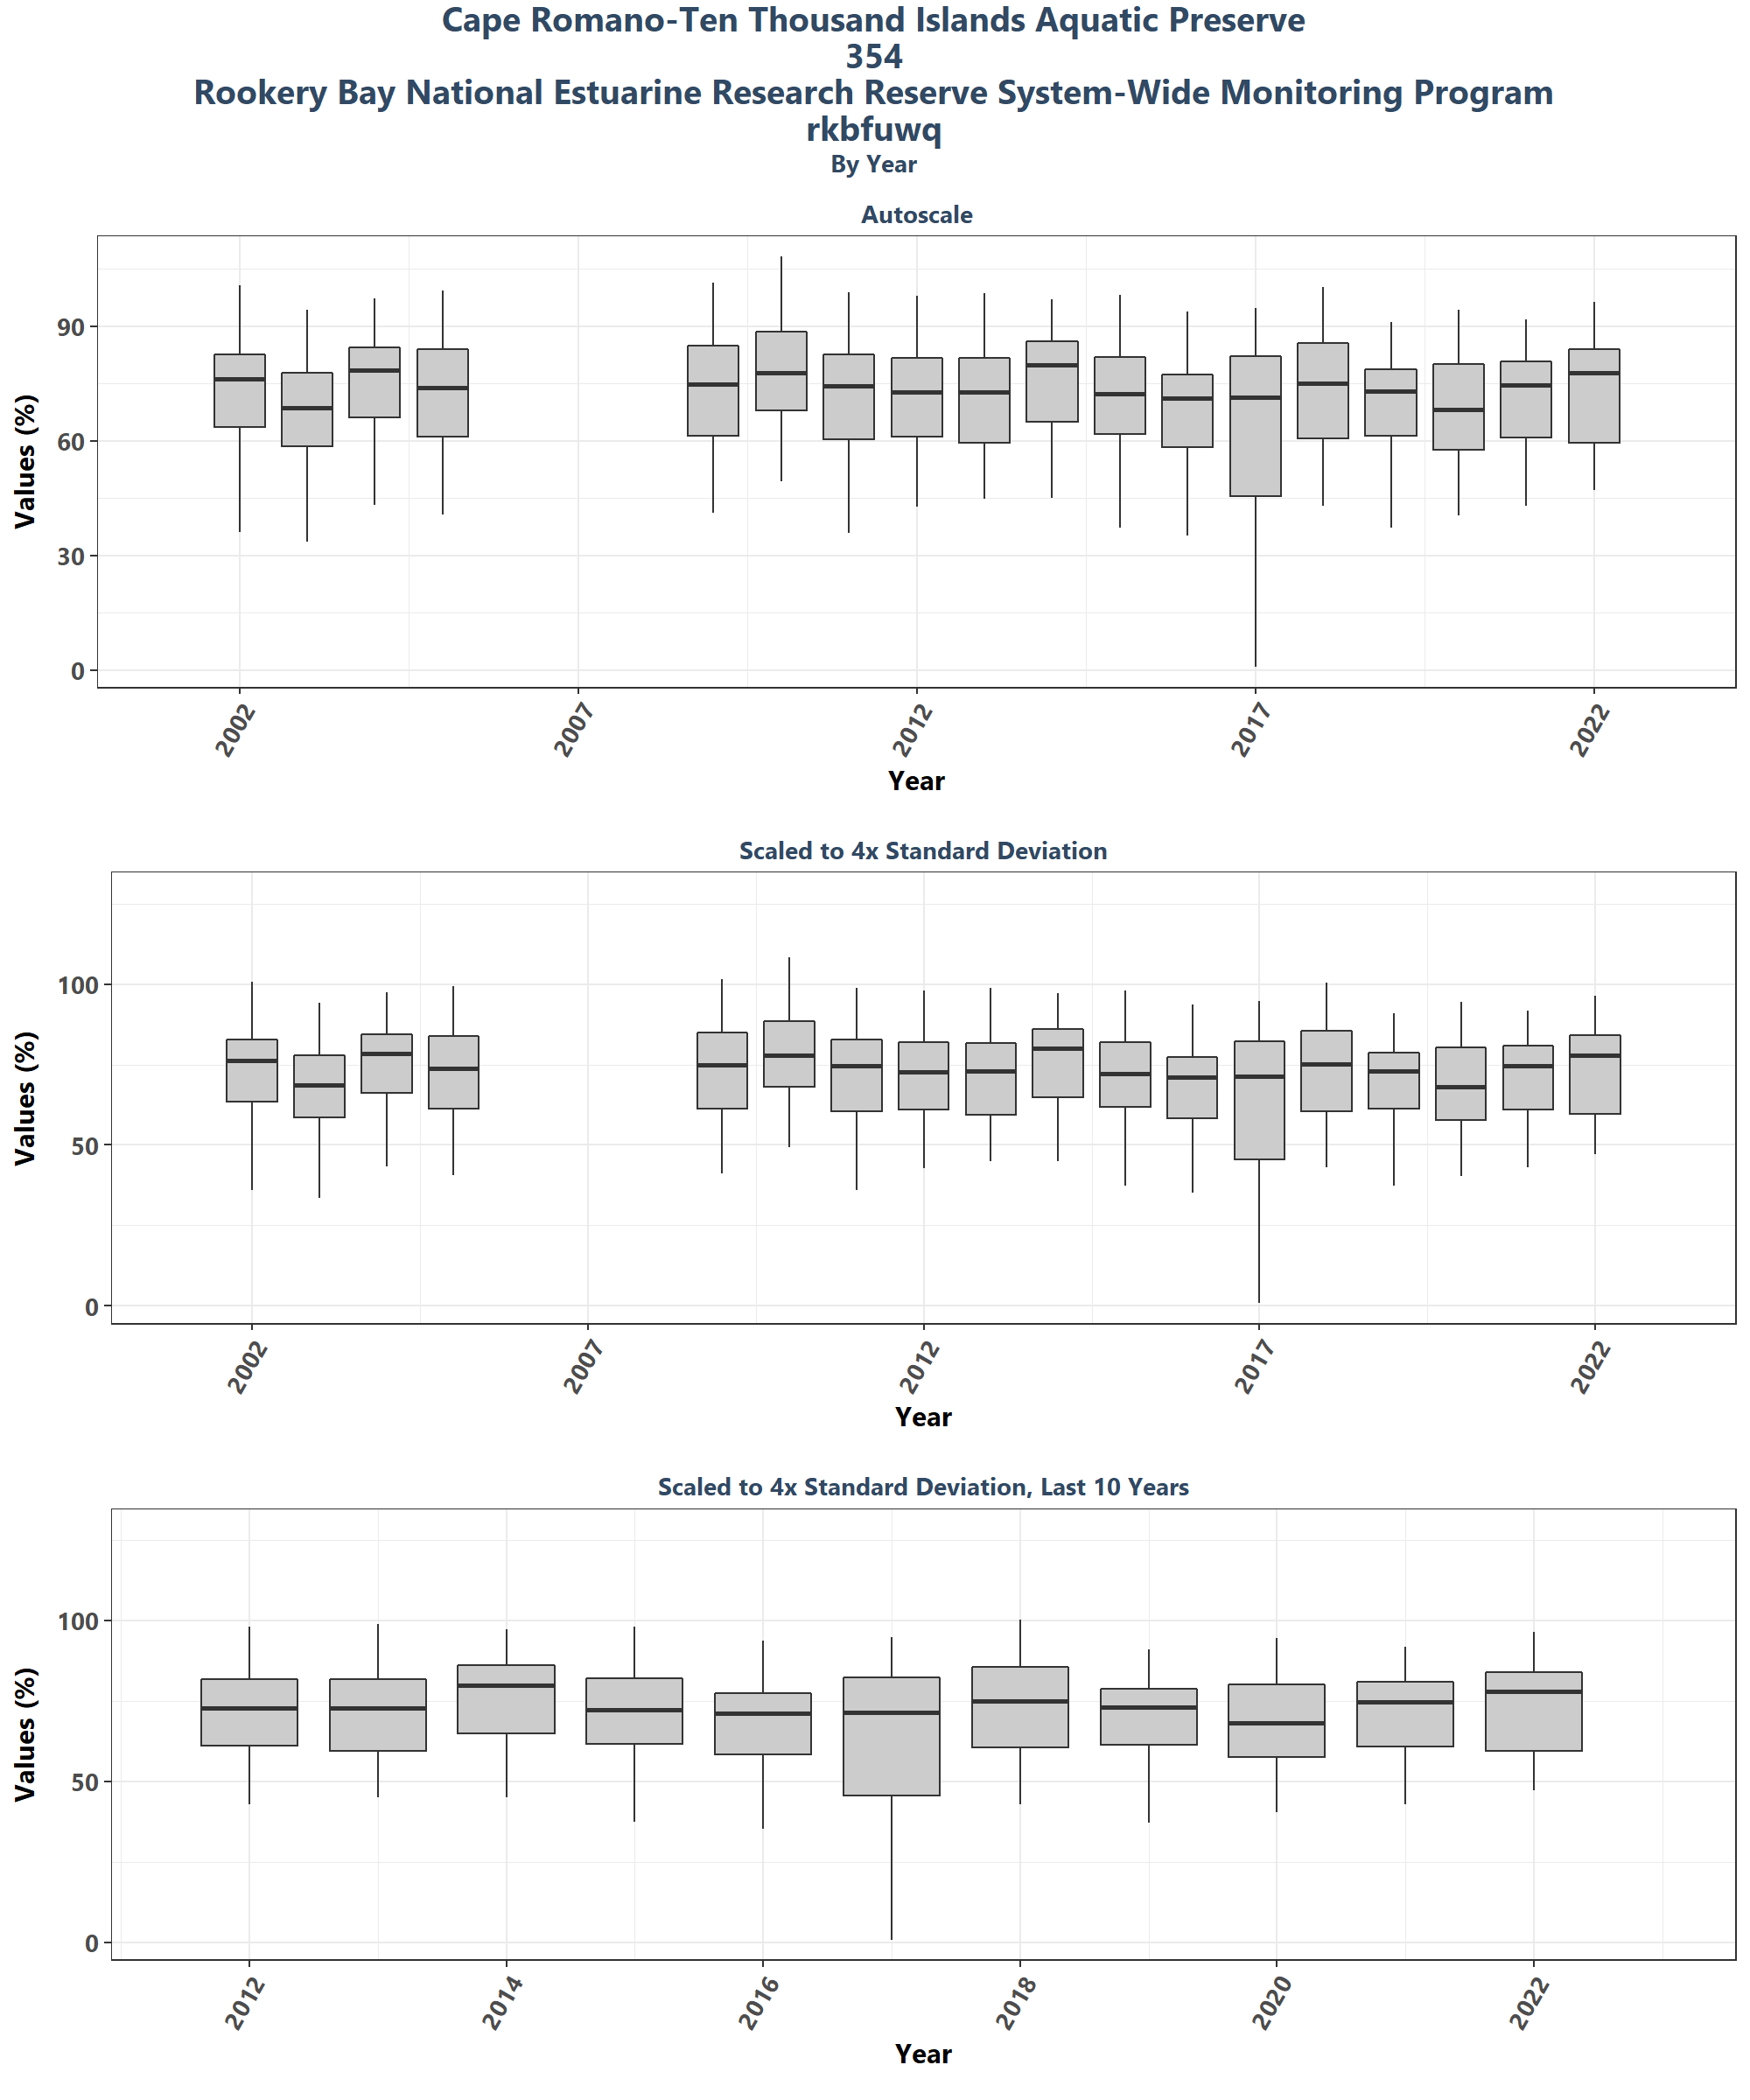 Cape Romano-Ten Thousand Islands Aquatic Preserve
354
Rookery Bay National Estuarine Research Reserve System-Wide Monitoring Program
rkbfuwq
By Year
Autoscale
Values (%)
90
60
30
0
2002
2007
2012
2017
2022
Year
Scaled to 4x Standard Deviation
Values (%)
100
50
0
2002
2007
2012
2017
2022
Year
Scaled to 4x Standard Deviation, Last 10 Years
Values (%)
100
50
0
2012
2014
2016
2018
2020
2022
Year